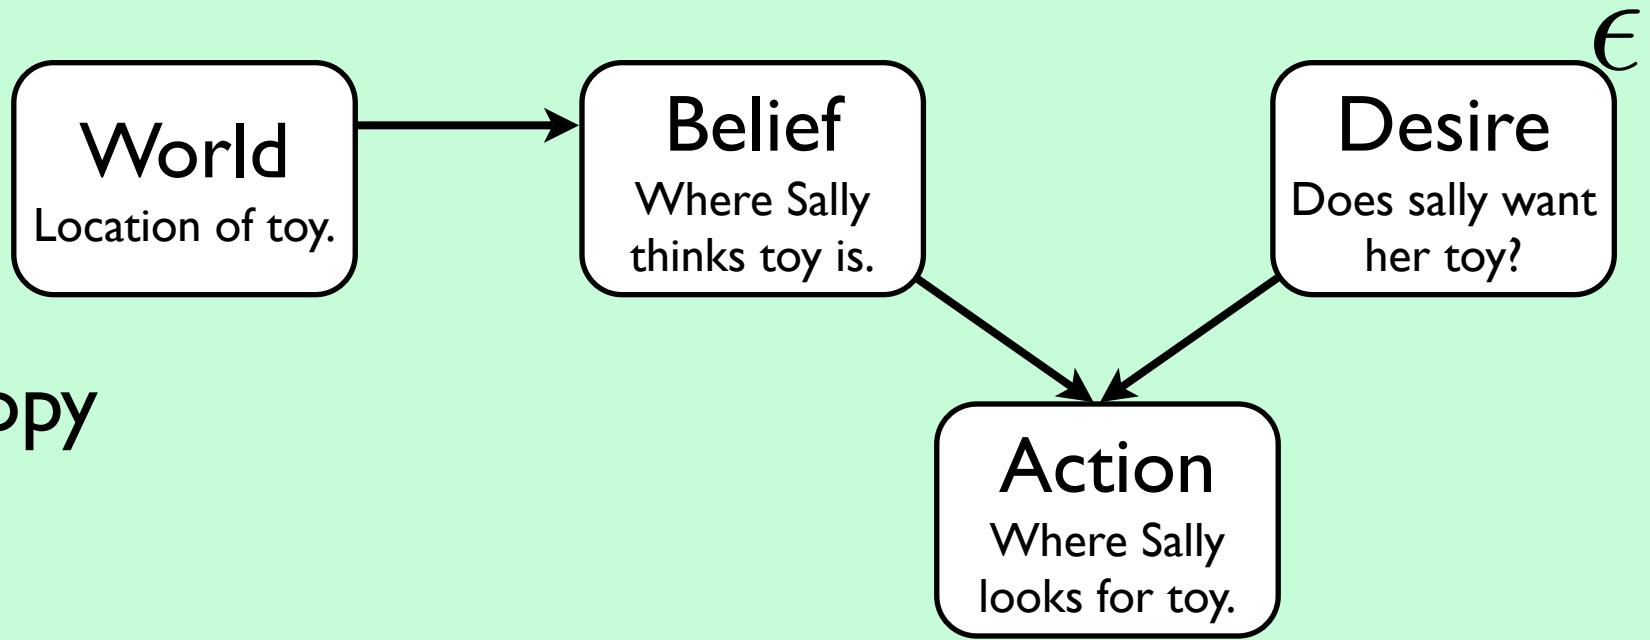 ϵ
World
Location of toy.
Belief
Where Sally
thinks toy is.
Desire
Does sally want
her toy?
opy
Action
Where Sally
looks for toy.